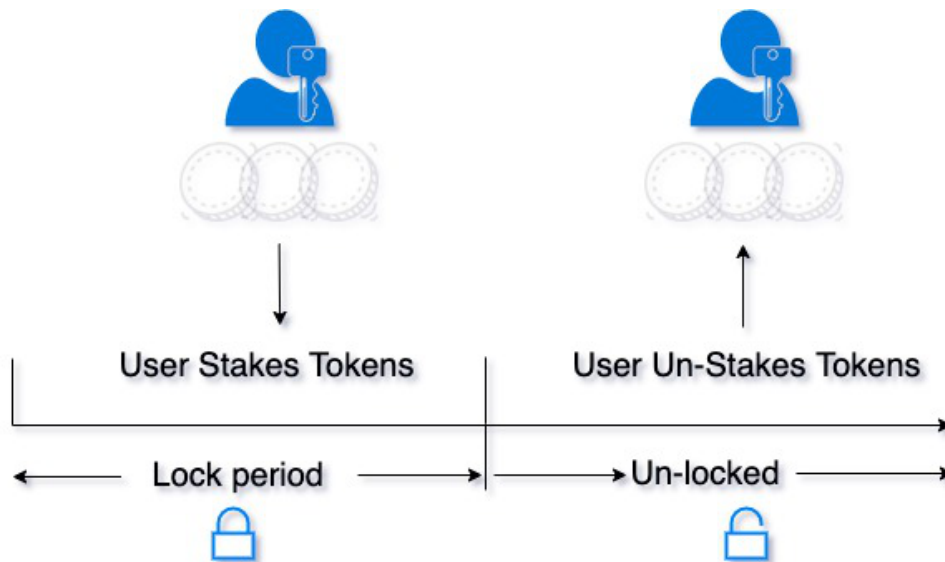 User Stakes Tokens
User Un-Stakes Tokens
Lock period
Un-locked